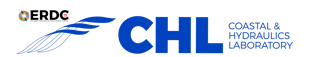 ERDC
CHL
COASTAL &
HYDRAULICS
LABORATORY